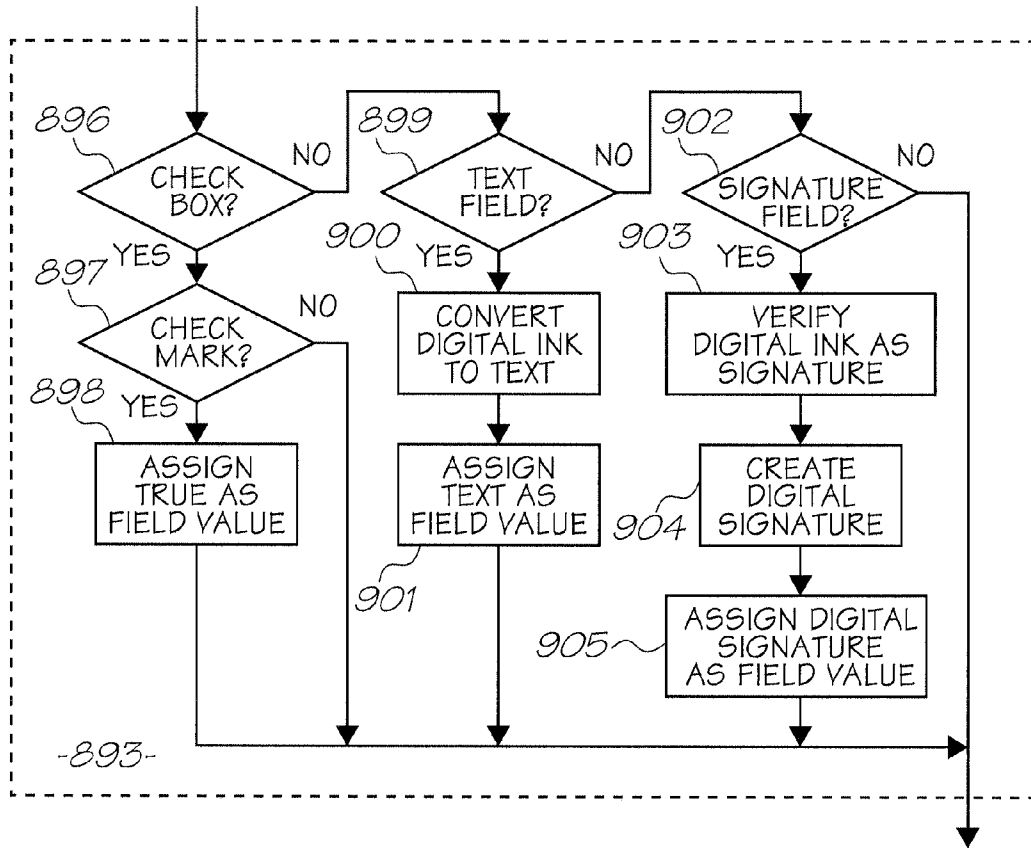 896
CHECK
BOX?
NO
YES
897
CHECK
MARK?
NO
YES
898
ASSIGN
TRUE AS
FIELD VALUE
899
TEXT
FIELD?
NO
YES
900
CONVERT
DIGITAL INK
TO TEXT
ASSIGN
TEXT AS
FIELD VALUE
901
902
SIGNATURE
FIELD?
NO
YES
903
VERIFY
DIGITAL INK AS
SIGNATURE
CREATE
DIGITAL
SIGNATURE
904
905
ASSIGN DIGITAL
SIGNATURE
AS FIELD VALUE
-893-